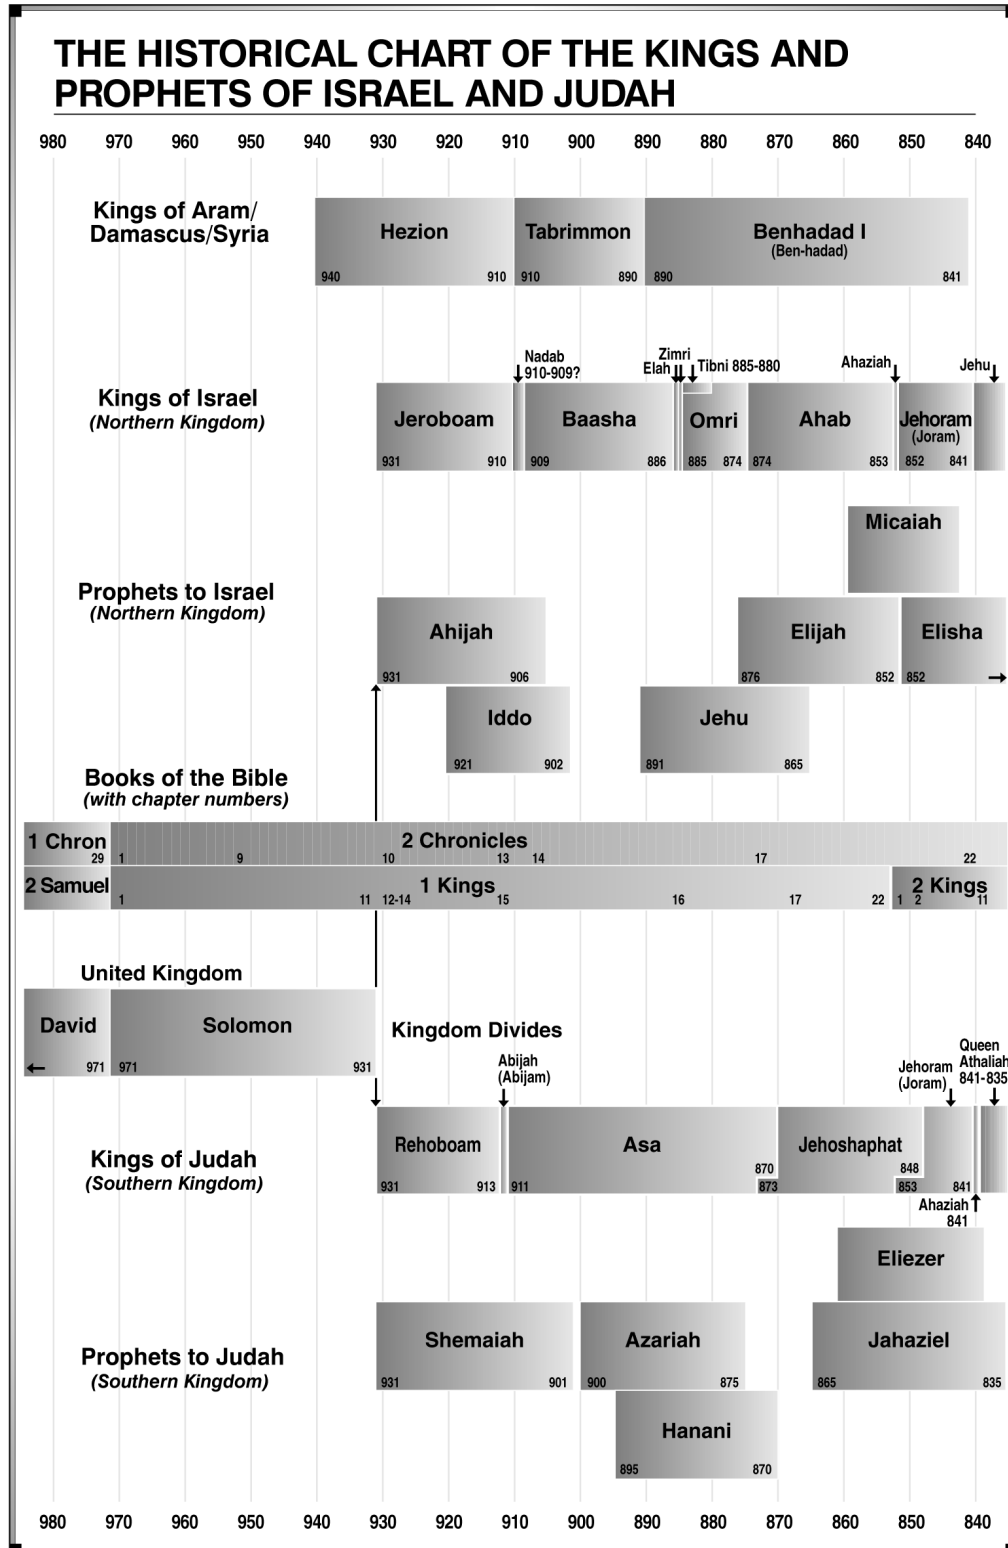 THE HISTORICAL CHART OF THE KINGS AND
PROPHETS OF ISRAEL AND JUDAH
980 970 960 950 940 930 920 910 900 890 880 870 860 850 840
Kings of Aram/
Damascus/Syria
Hezion
940 910
Tabrimmon
910 890
Benhadad I
(Ben-hadad)
890 841
Kings of Israel
(Northern Kingdom)
Jeroboam
931 910
Nadab
910-909?
Baasha
909 886
Elah
Zimri
Tibni 885-880
Omri
885 874
Ahab
874 853
Ahaziah
Jehoram
(Joram)
852 841
Jehu
Prophets to Israel
(Northern Kingdom)
Micaiah
Ahijah
931 906
Elijah
876 852
Elisha
852
Iddo
921 902
Jehu
891 865
Books of the Bible
(with chapter numbers)
1 Chron
29
2 Chronicles
1 9 10 13 14 17 22
2 Samuel
1 Kings
1 11 12-14 15 16 17 22
2 Kings
1 2 11
United Kingdom
David
971
Solomon
971 931
Kingdom Divides
Kings of Judah
(Southern Kingdom)
Rehoboam
931 913
Abijah
(Abijam)
Asa
911 870
Jehoshaphat
873 848
Jehoram
(Joram)
853 841
Queen
Athaliah
841-835
Ahaziah
841
Prophets to Judah
(Southern Kingdom)
Eliezer
Shemaiah
931 901
Azariah
900 875
Jahaziel
865 835
Hanani
895 870
980 970 960 950 940 930 920 910 900 890 880 870 860 850 840